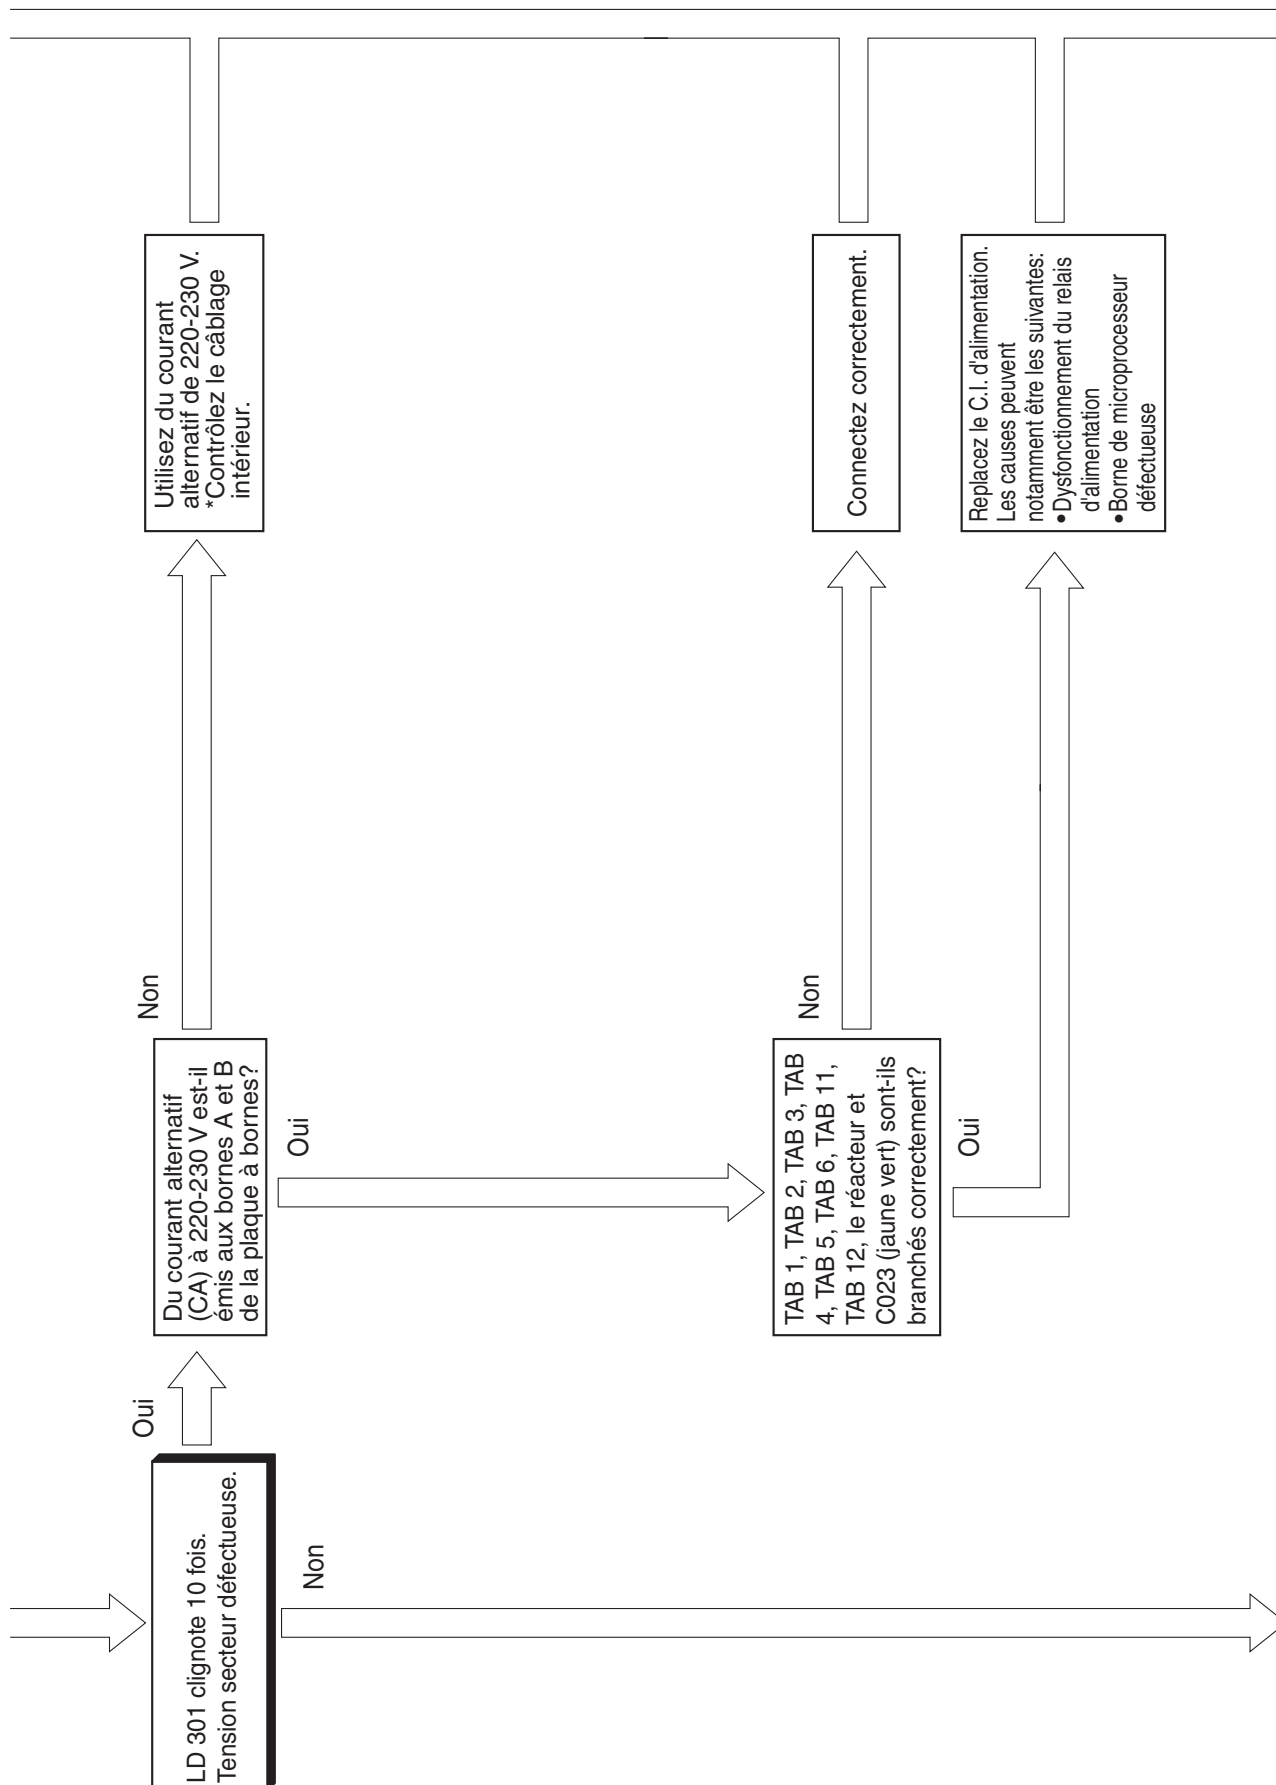 LD 301 clignote 10 fois.
Tension secteur défectueuse.
Oui
Non
Du courant alternatif
(CA) à 220-230 V est-il
émis aux bornes A et B
de la plaque à bornes?
Non
Oui
Utilisez du courant
alternatif de 220-230 V.
*Contrôlez le câblage
intérieur.
TAB 1, TAB 2, TAB 3, TAB
4, TAB 5, TAB 6, TAB 11,
TAB 12, le réacteur et
C023 (jaune vert) sont-ils
branchés correctement?
Non
Oui
Connectez correctement.
Replacez le C.I. d'alimentation.
Les causes peuvent
notamment être les suivantes:
•Dysfonctionnement du relais
d'alimentation
•Borne de microprocesseur
défectueuse